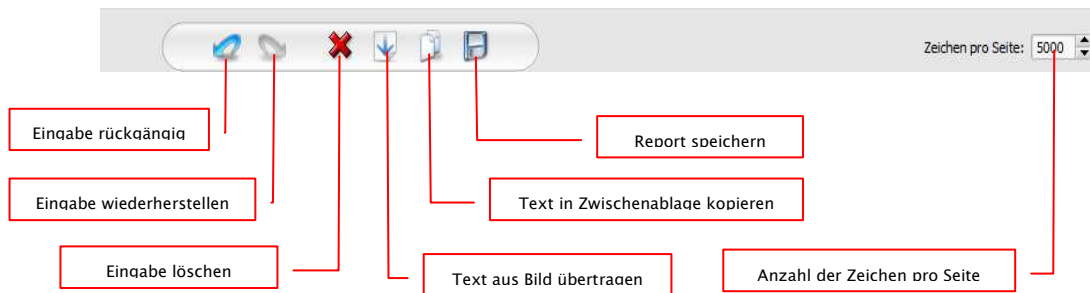 Zeichen pro Seite: 5000
Eingabe rückgängig
Report speichern
Eingabe wiederherstellen
Text in Zwischenablage kopieren
Eingabe löschen
Text aus Bild übertragen
Anzahl der Zeichen pro Seite